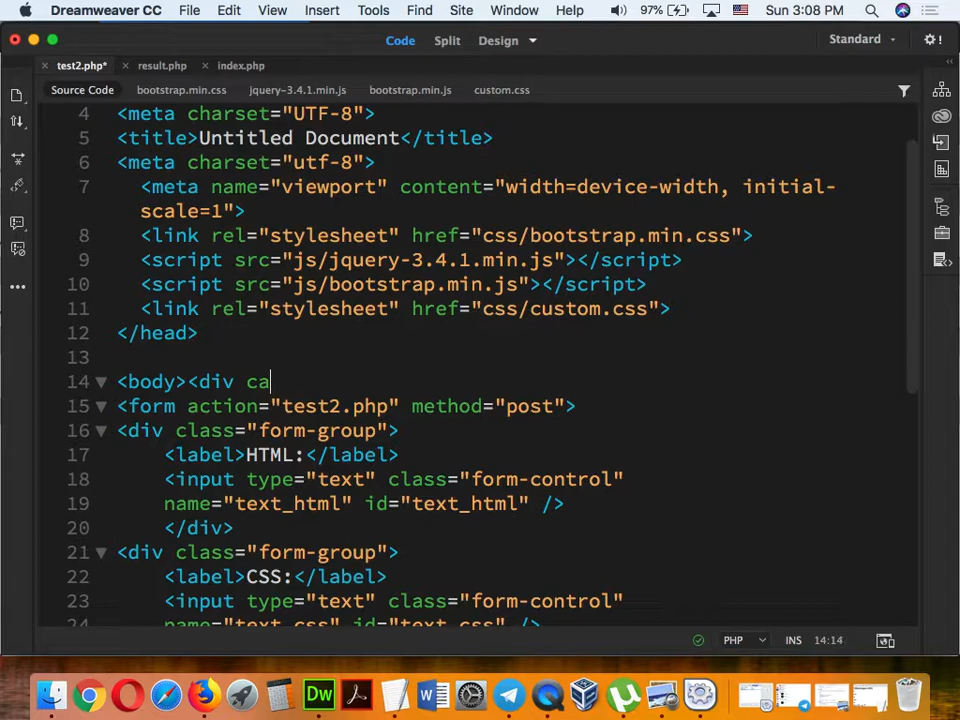 Dreamweaver CC File Edit View Insert Tools Find Site Window Help 97% Sun 3:08 PM
Code Split Design Standard
test2.php* result.php index.php
Source Code bootstrap.min.css jquery-3.4.1.min.js bootstrap.min.js custom.css
4 <meta charset="UTF-8">
5 <title>Untitled Document</title>
6 <meta charset="utf-8">
7 <meta name="viewport" content="width=device-width, initial-
scale=1">
8 <link rel="stylesheet" href="css/bootstrap.min.css">
9 <script src="js/jquery-3.4.1.min.js"></script>
10 <script src="js/bootstrap.min.js"></script>
11 <link rel="stylesheet" href="css/custom.css">
12 </head>
13
14 <body><div ca
15 <form action="test2.php" method="post">
16 <div class="form-group">
17 <label>HTML:</label>
18 <input type="text" class="form-control"
19 name="text_html" id="text_html" />
20 </div>
21 <div class="form-group">
22 <label>CSS:</label>
23 <input type="text" class="form-control"
24 name="text_css" id="text_css" />
PHP INS 14:14
Dw W